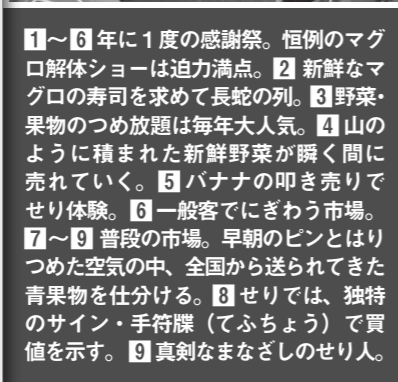 1～6年に1度の感謝祭。恒例のマグ
ロ解体ショーは迫力満点。2 新鮮なマ
グロの寿司を求めて長蛇の列。3野菜・
果物のつめ放題は毎年大人気。4 山の
ように積まれた新鮮野菜が瞬く間に
売れていく。5 バナナの叩き売りで
せり体験。6 一般客でにぎわう市場。
7～9 普段の市場。早朝のピンとはり
つめた空気の中、全国から送られてきた
青果物を仕分ける。8 せりでは、独特
のサイン・手符牒（てふちょう）で買
値を示す。9 真剣なまなざしのせり人。